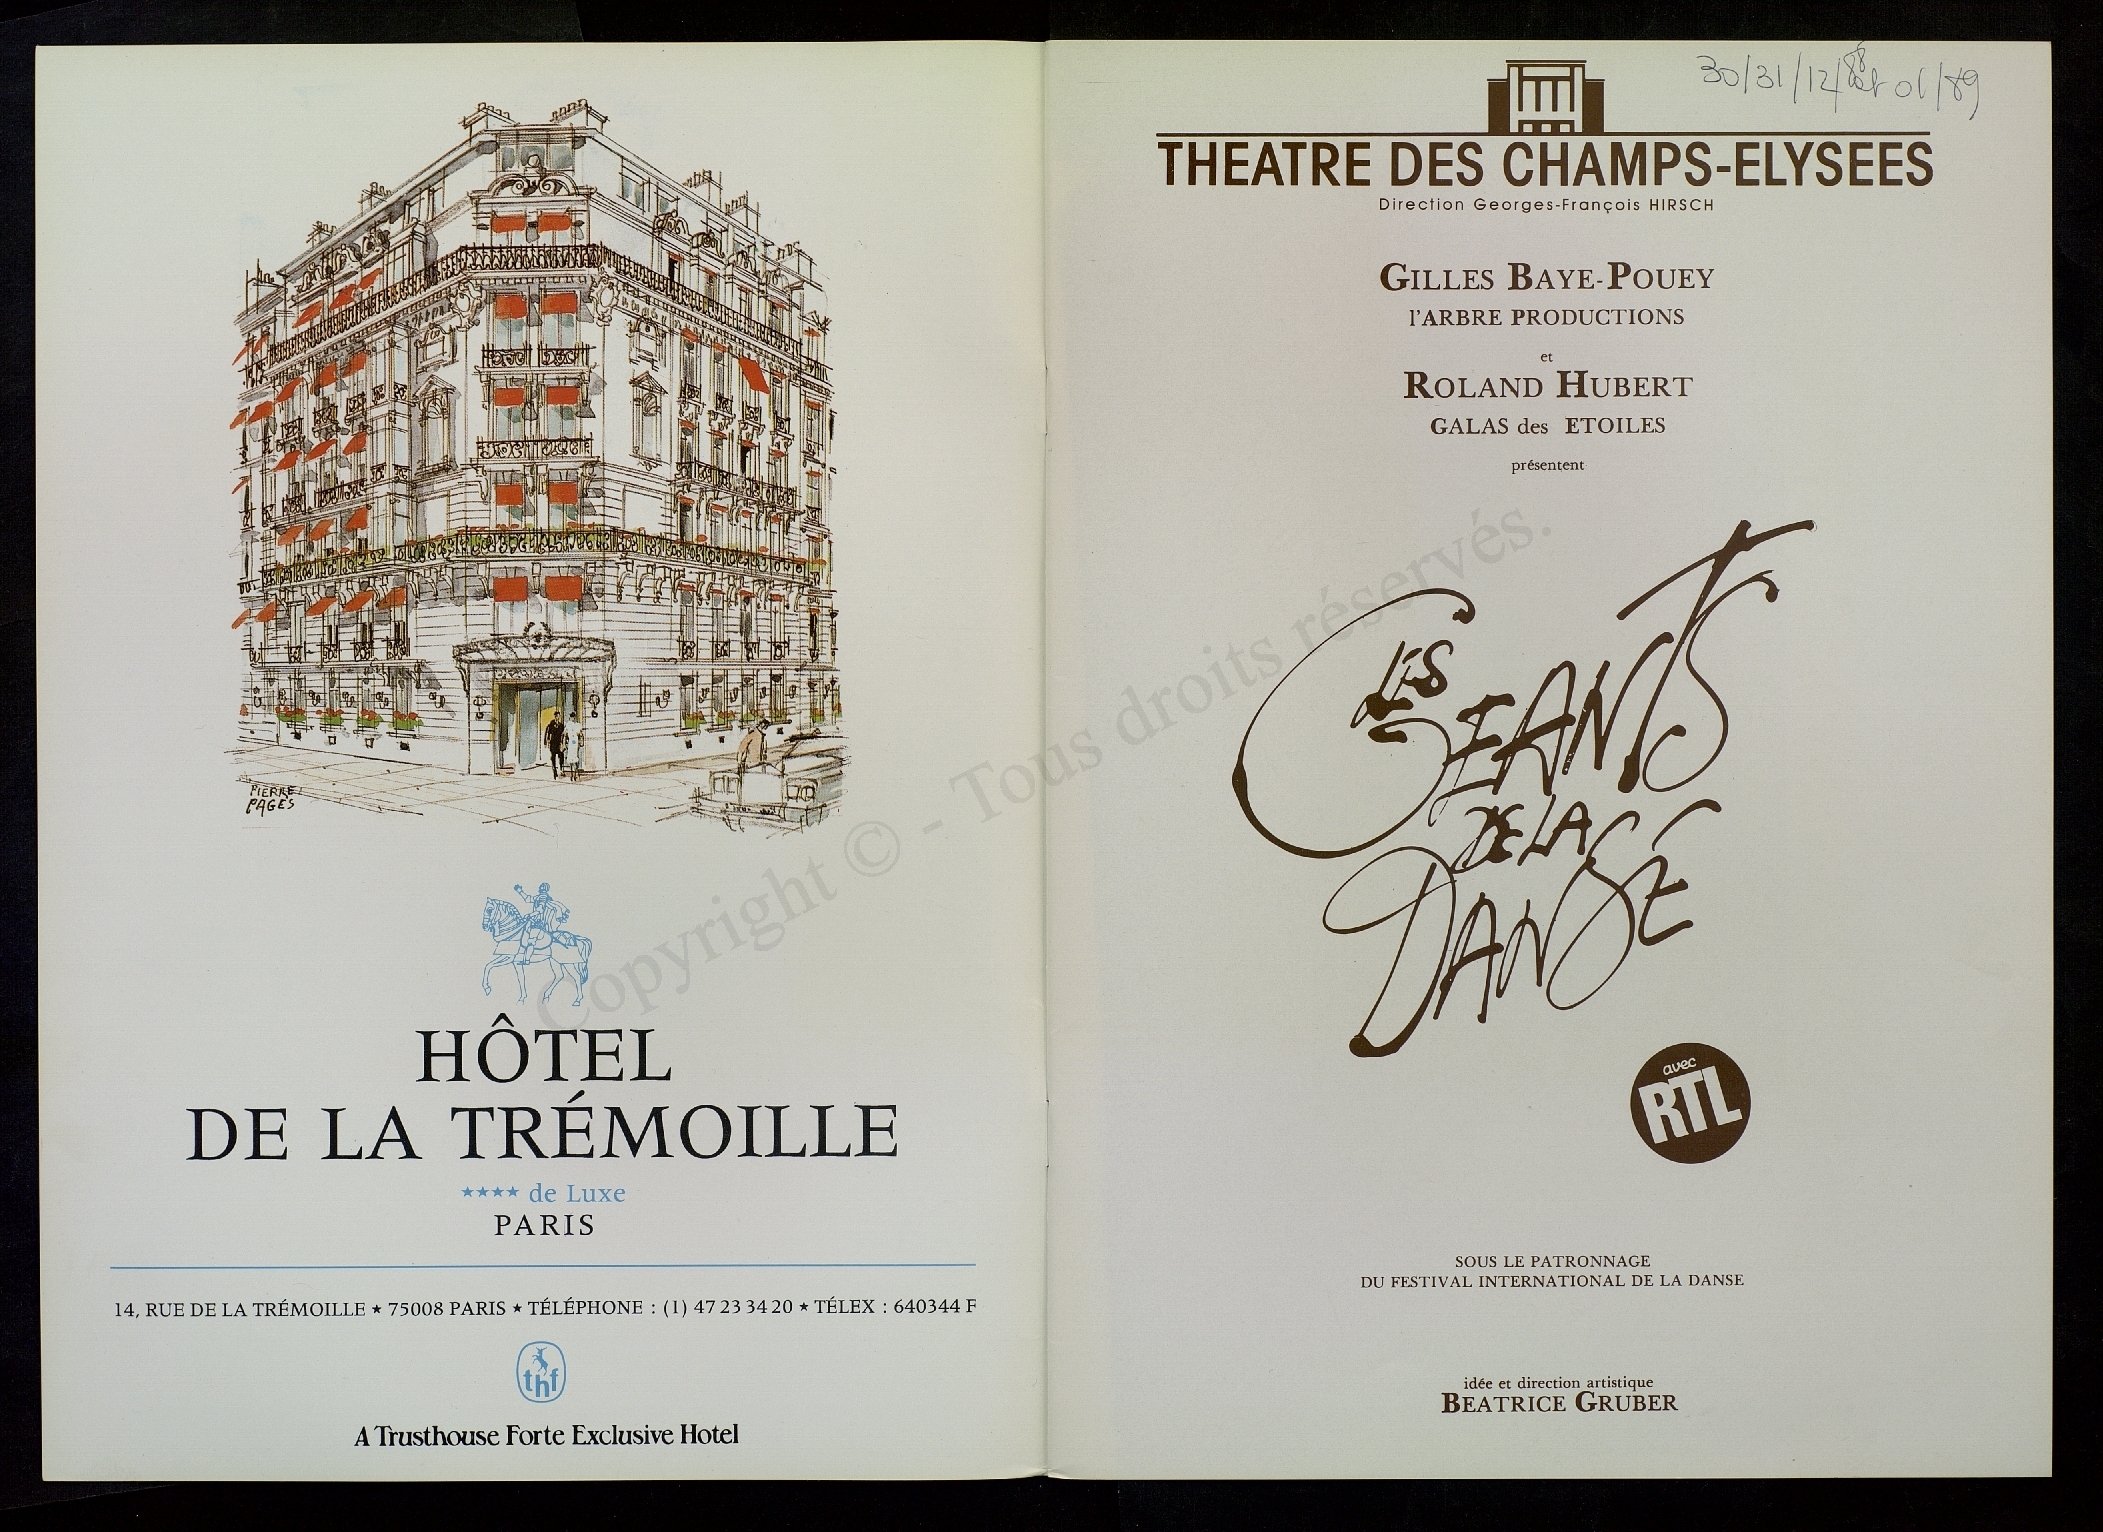 PIERRE
PAGÈS
HÔTEL
DE LA TRÉMOILLE
★★★★ de Luxe
PARIS
14, RUE DE LA TRÉMOILLE ★ 75008 PARIS ★ TÉLÉPHONE : (1) 47 23 34 20 ★ TÉLEX : 640344 F
thf
A Trusthouse Forte Exclusive Hotel
30/31/12/88 et 01/89
THEATRE DES CHAMPS-ELYSEES
Direction Georges-François HIRSCH
GILLES BAYE-POUEY
l'ARBRE PRODUCTIONS
et
ROLAND HUBERT
GALAS des ETOILES
présentent
LES
GEANTS
DE LA
DANSE
avec
RTL
SOUS LE PATRONNAGE
DU FESTIVAL INTERNATIONAL DE LA DANSE
idée et direction artistique
BEATRICE GRUBER
Copyright © - Tous droits réservés.